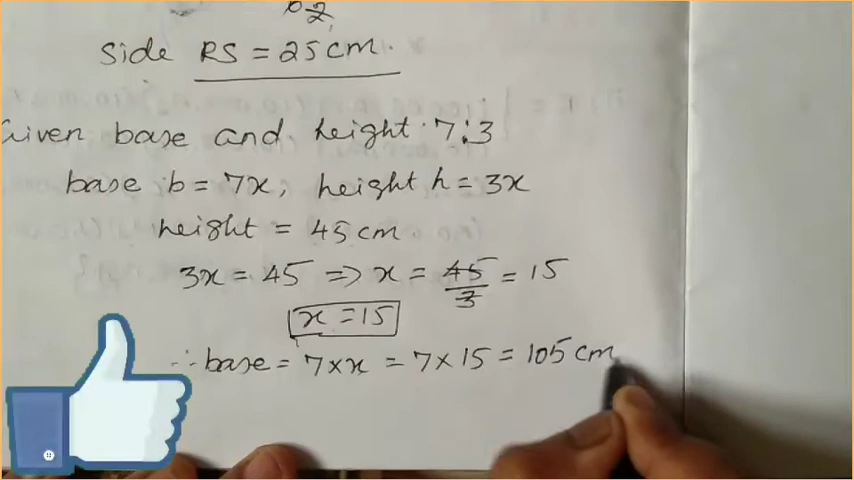 Side RS = 25cm.
Given base and height 7:3
base b = 7x, height h = 3x
height = 45 cm
3x = 45 => x = 45/3 = 15
x = 15
∴ base = 7×x = 7×15 = 105 cm